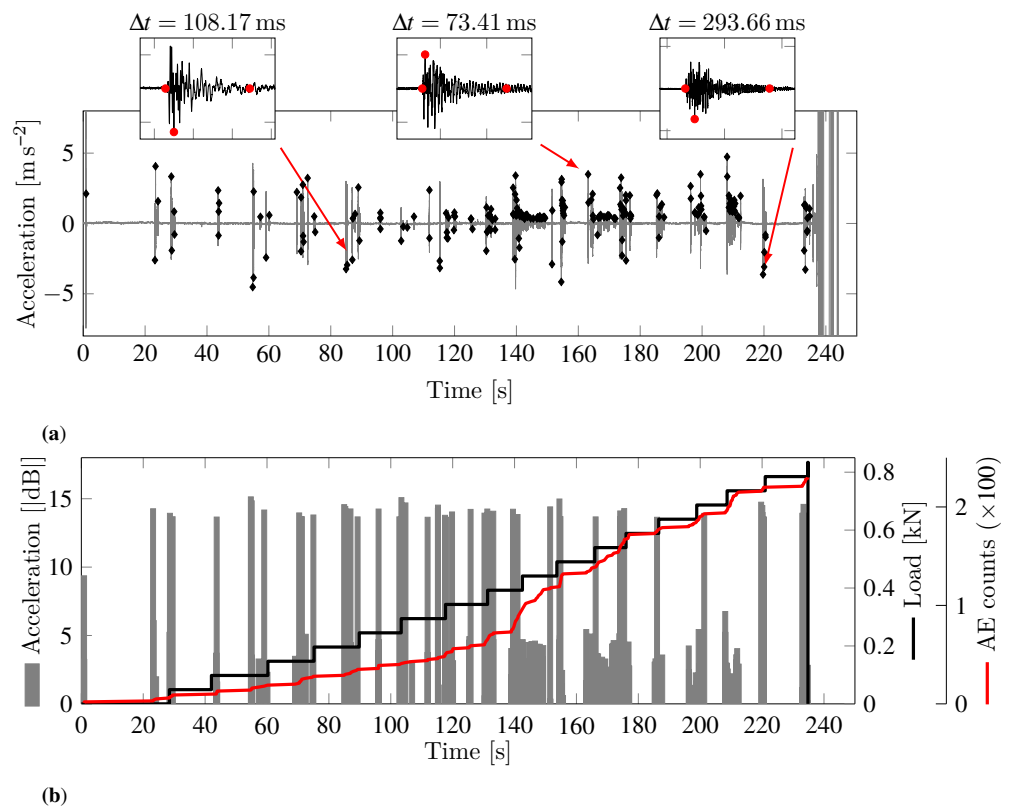 Δt = 108.17 ms
Δt = 73.41 ms
Δt = 293.66 ms
Acceleration [m s⁻²]
5
0
−5
0 20 40 60 80 100 120 140 160 180 200 220 240
Time [s]
(a)
Acceleration [|dB|]
15
10
5
0
0.8
0.6
0.4
0.2
0
Load [kN]
2
1
0
AE counts (×100)
0 20 40 60 80 100 120 140 160 180 200 220 240
Time [s]
(b)